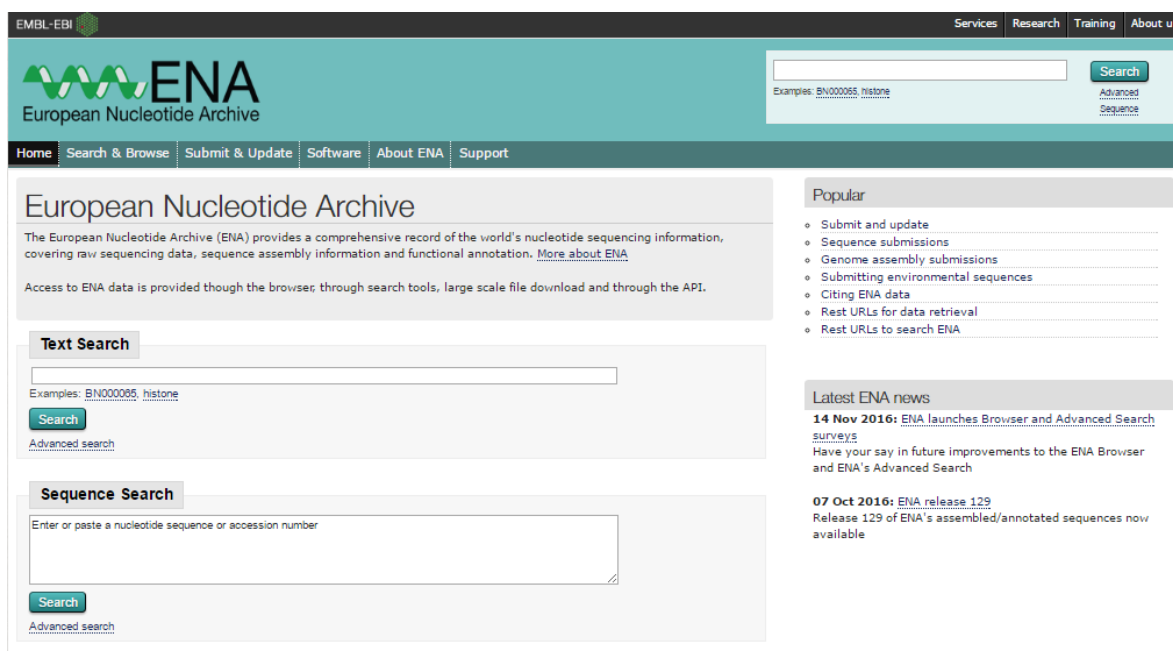 EMBL-EBI
Services Research Training About u
ENA
European Nucleotide Archive
Search
Examples: BN000065, histone
Advanced
Sequence
Home Search & Browse Submit & Update Software About ENA Support
European Nucleotide Archive
The European Nucleotide Archive (ENA) provides a comprehensive record of the world's nucleotide sequencing information,
covering raw sequencing data, sequence assembly information and functional annotation. More about ENA
Access to ENA data is provided though the browser, through search tools, large scale file download and through the API.
Text Search
Examples: BN000065, histone
Search
Advanced search
Sequence Search
Enter or paste a nucleotide sequence or accession number
Search
Advanced search
Popular
Submit and update
Sequence submissions
Genome assembly submissions
Submitting environmental sequences
Citing ENA data
Rest URLs for data retrieval
Rest URLs to search ENA
Latest ENA news
14 Nov 2016: ENA launches Browser and Advanced Search
surveys
Have your say in future improvements to the ENA Browser
and ENA's Advanced Search
07 Oct 2016: ENA release 129
Release 129 of ENA's assembled/annotated sequences now
available